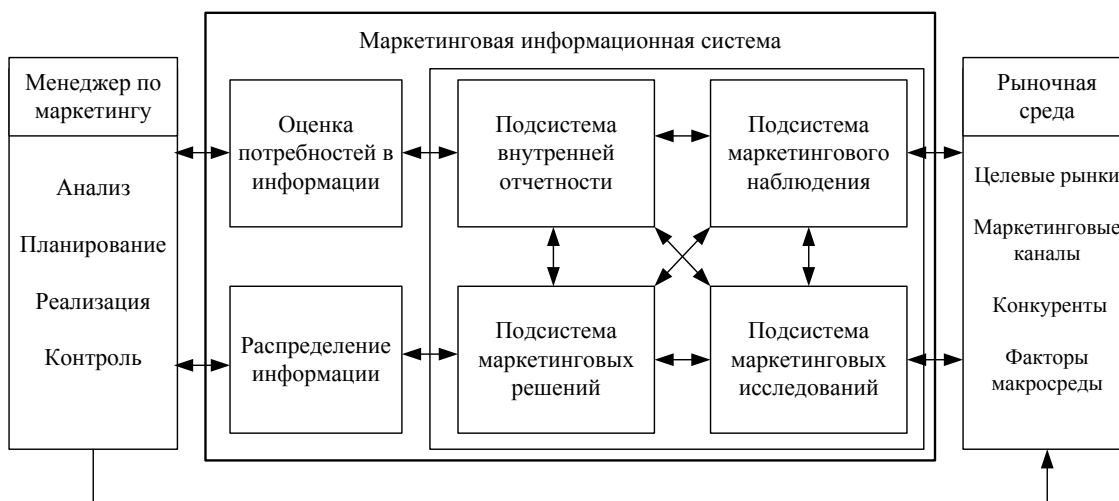 Маркетинговая информационная система
Менеджер по
маркетингу
Анализ
Планирование
Реализация
Контроль
Оценка
потребностей в
информации
Распределение
информации
Подсистема
внутренней
отчетности
Подсистема
маркетингового
наблюдения
Подсистема
маркетинговых
решений
Подсистема
маркетинговых
исследований
Рыночная
среда
Целевые рынки
Маркетинговые
каналы
Конкуренты
Факторы
макросреды